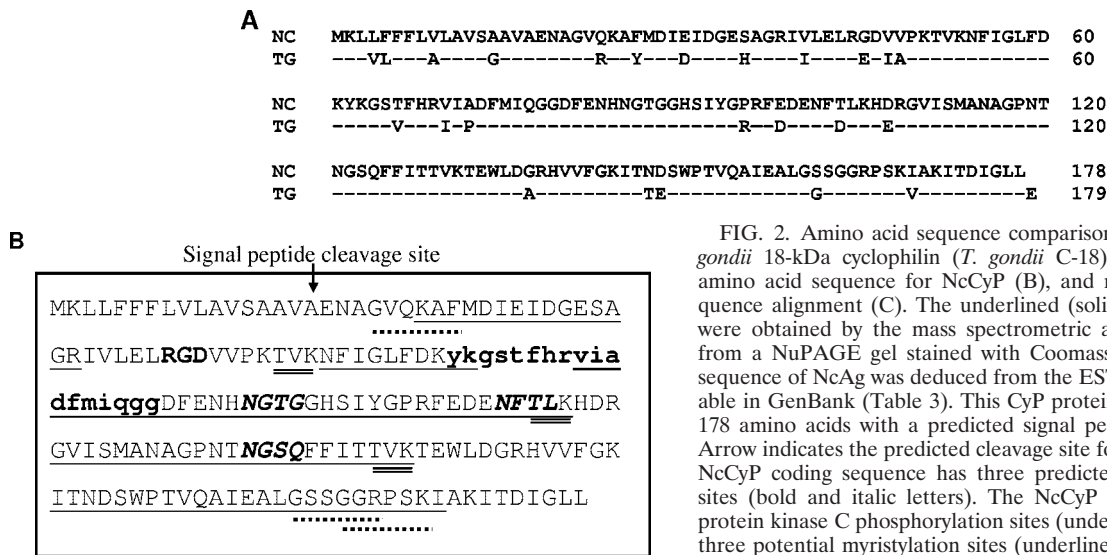 A
NC MKLLFFFLVLAVSAAVAENAGVQKAFMDIEIDGESAGRIVLELRGDVVPKTVKNFIGLFD 60
TG ---VL---A----G--------R--Y---D----H----I----E-IA------------ 60
NC KYKGSTFHRVIADFMIQGGDFENHNGTGGHSIYGPRFEDENFTLKHDRGVISMANAGPNT 120
TG -----V---I-P----------------------R--E----D---E------------- 120
NC NGSQFFITTVKTEWLDGRHVVFGKITNDSWPTVQAIEALGSSGGRPSKIAKITDIGLL 178
TG ----------------A---------TE------------G-------V---------E 179
B
Signal peptide cleavage site
MKLLFFFLVLAVSAAVAENAGVQKAFMDIEIDGESA
GRIVLELRGDVVPKTVKNFIGLFDKykgstfhrvia
dfmiqggDFENHNGTGGHSIYGPRFEDENFTLKHDR
GVISMANAGPNTNGSQFFITTVKTEWLDGRHVVFGK
ITNDSWPTVQAIEALGSSGGRPSKIAKITDIGLL
FIG. 2. Amino acid sequence comparison
gondii 18-kDa cyclophilin (T. gondii C-18)
amino acid sequence for NcCyP (B), and
quence alignment (C). The underlined (soli
were obtained by the mass spectrometric a
from a NuPAGE gel stained with Coomass
sequence of NcAg was deduced from the EST
able in GenBank (Table 3). This CyP protein
178 amino acids with a predicted signal pe
Arrow indicates the predicted cleavage site fo
NcCyP coding sequence has three predicte
sites (bold and italic letters). The NcCyP
protein kinase C phosphorylation sites (unde
three potential myristylation sites (underline